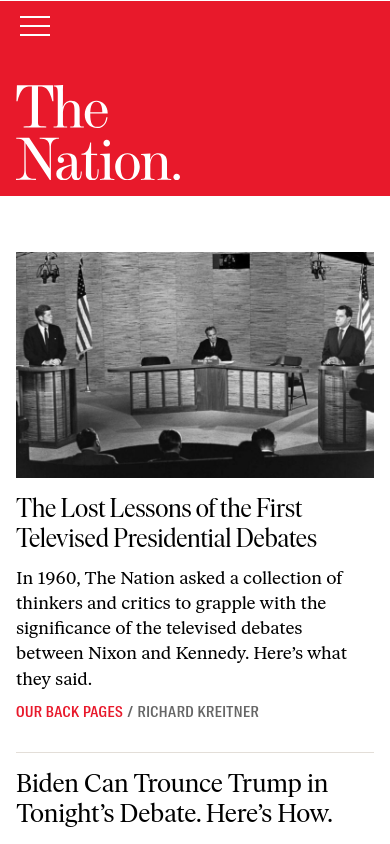 The
Nation.
The Lost Lessons of the First
Televised Presidential Debates
In 1960, The Nation asked a collection of
thinkers and critics to grapple with the
significance of the televised debates
between Nixon and Kennedy. Here’s what
they said.
OUR BACK PAGES / RICHARD KREITNER
Biden Can Trounce Trump in
Tonight’s Debate. Here’s How.